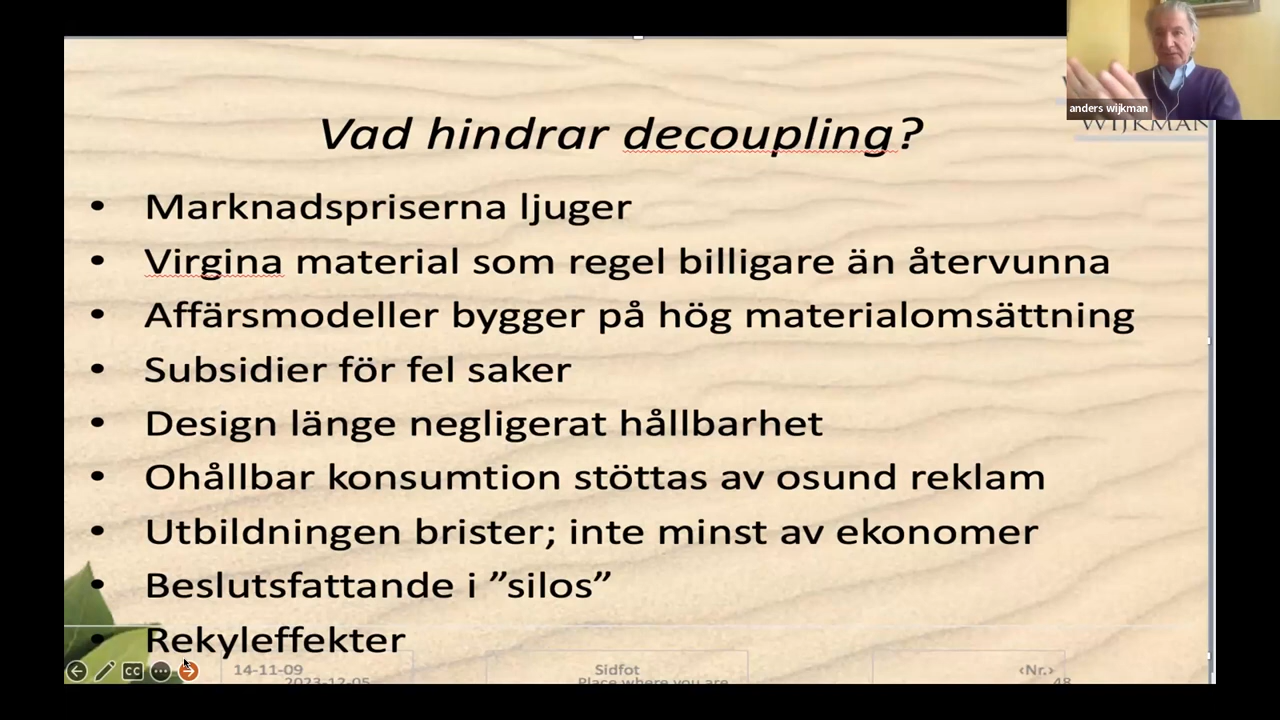 anders wijkman
WIJKMAN
Vad hindrar decoupling?
• Marknadspriserna ljuger
• Virgina material som regel billigare än återvunna
• Affärsmodeller bygger på hög materialomsättning
• Subsidier för fel saker
• Design länge negligerat hållbarhet
• Ohållbar konsumtion stöttas av osund reklam
• Utbildningen brister; inte minst av ekonomer
• Beslutsfattande i ”silos”
• Rekyleffekter
CC
14-11-09 Sidfot ‹Nr.›
2023-12-05 Place where you are 48